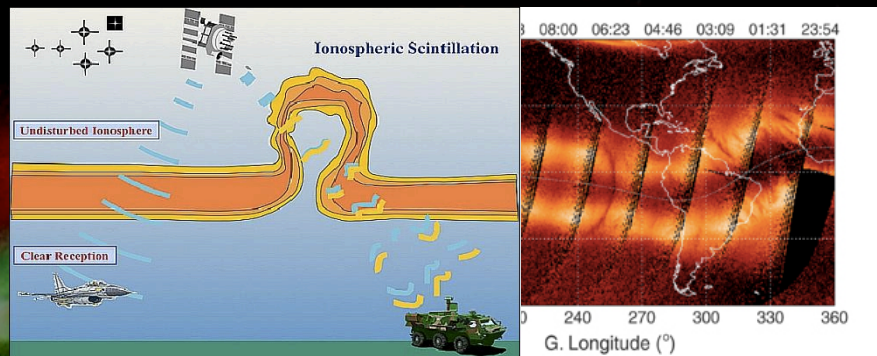 Ionospheric Scintillation
Undisturbed Ionosphere
Clear Reception
08:00 06:23 04:46 03:09 01:31 23:54
240 270 300 330 360
G. Longitude (°)